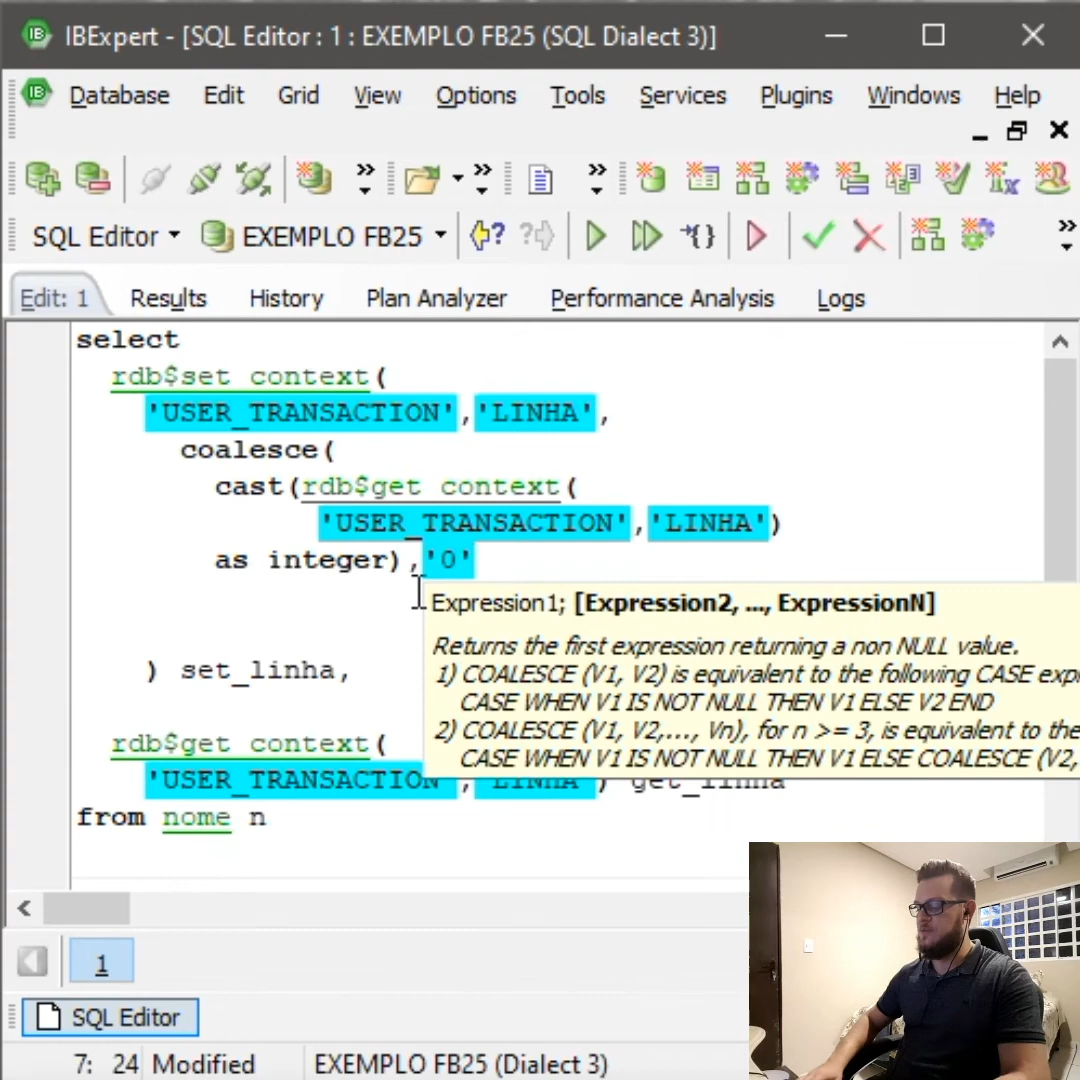 IBExpert - [SQL Editor : 1 : EXEMPLO FB25 (SQL Dialect 3)]
Database Edit Grid View Options Tools Services Plugins Windows Help
SQL Editor EXEMPLO FB25
Edit: 1 Results History Plan Analyzer Performance Analysis Logs
select
rdb$set_context(
'USER_TRANSACTION','LINHA',
coalesce(
cast(rdb$get_context(
'USER_TRANSACTION','LINHA')
as integer),'0'
Expression1; [Expression2, ..., ExpressionN]
Returns the first expression returning a non NULL value.
1) COALESCE (V1, V2) is equivalent to the following CASE expr
CASE WHEN V1 IS NOT NULL THEN V1 ELSE V2 END
2) COALESCE (V1, V2,..., Vn), for n >= 3, is equivalent to the
CASE WHEN V1 IS NOT NULL THEN V1 ELSE COALESCE (V2,
) set_linha,
rdb$get_context(
'USER_TRANSACTION','LINHA') get_linha
from nome n
1
SQL Editor
7: 24 Modified EXEMPLO FB25 (Dialect 3)